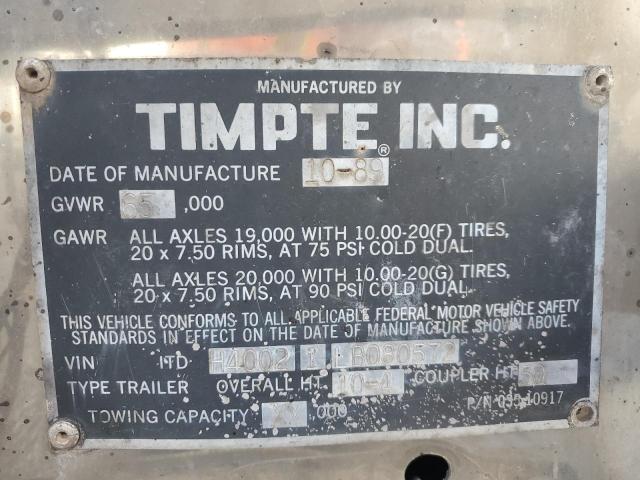 MANUFACTURED BY
TIMPTE INC.
DATE OF MANUFACTURE 10-89
GVWR 65 ,000
GAWR ALL AXLES 19,000 WITH 10.00-20(F) TIRES,
20 x 7.50 RIMS, AT 75 PSI COLD DUAL.
ALL AXLES 20,000 WITH 10.00-20(G) TIRES,
20 x 7.50 RIMS, AT 90 PSI COLD DUAL.
THIS VEHICLE CONFORMS TO ALL APPLICABLE FEDERAL MOTOR VEHICLE SAFETY
STANDARDS IN EFFECT ON THE DATE OF MANUFACTURE SHOWN ABOVE.
VIN 1TD H4002
TYPE TRAILER OVERALL HT. 10-4 COUPLER HT.
TOWING CAPACITY ,000
P/N 095-10917